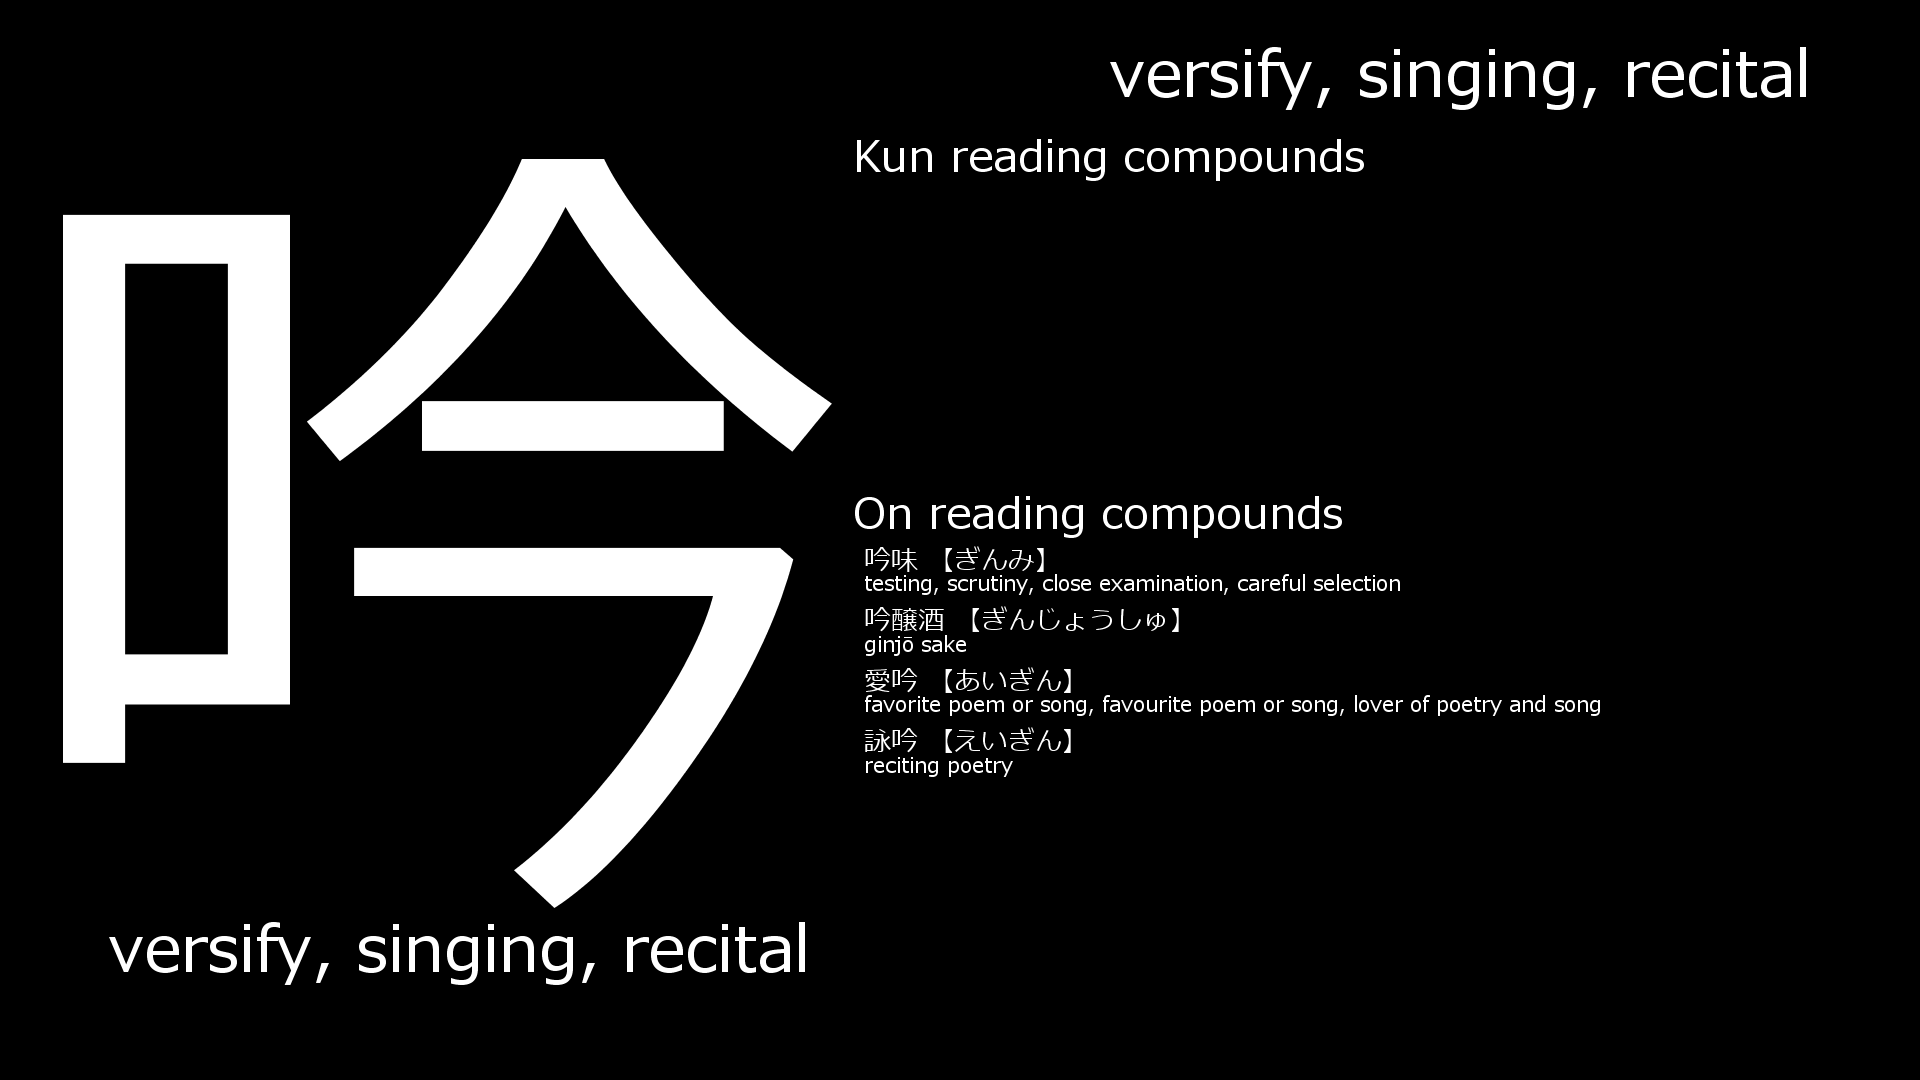 吟
versify, singing, recital
versify, singing, recital
Kun reading compounds
On reading compounds
吟味 【ぎんみ】
testing, scrutiny, close examination, careful selection
吟醸酒 【ぎんじょうしゅ】
ginjō sake
愛吟 【あいぎん】
favorite poem or song, favourite poem or song, lover of poetry and song
詠吟 【えいぎん】
reciting poetry